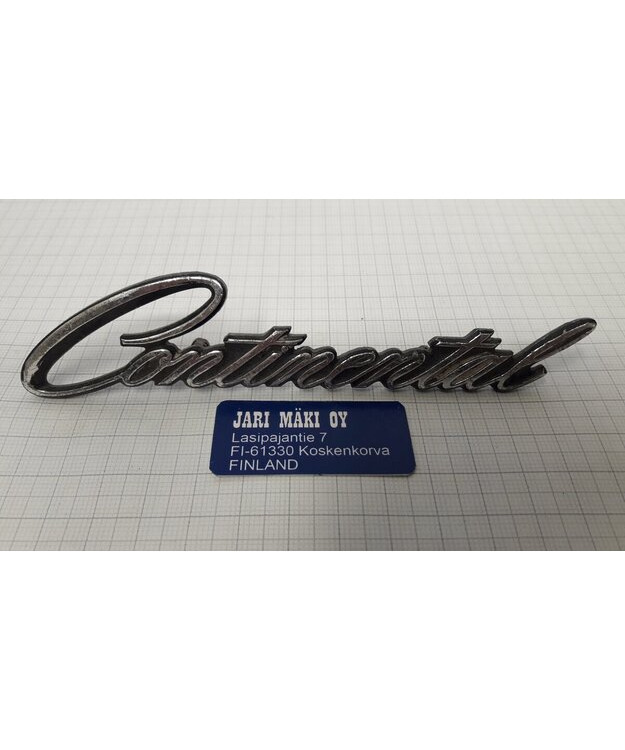 Continental
JARI MÄKI OY
Lasipajantie 7
FI-61330 Koskenkorva
FINLAND